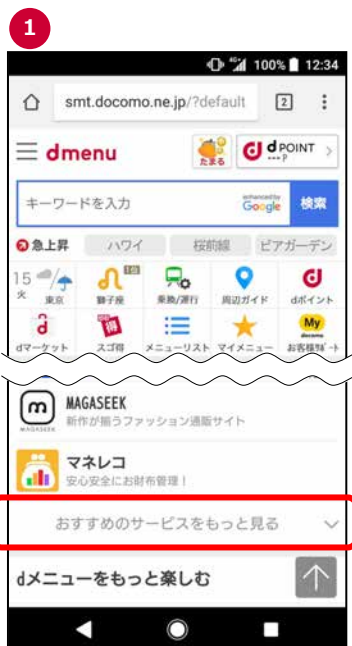 1
100% 12:34
smt.docomo.ne.jp/?default 2
dmenu たまる d POINT
---P
キーワードを入力 enhanced by Google 検索
急上昇 ハワイ 桜前線 ビアガーデン
15
火 東京 獅子座 乗換/運行 周辺ガイド dポイント
dマーケット スゴ得 メニューリスト マイメニュー お客様ｻﾎﾟｰﾄ
得 My docomo
m MAGASEEK
MAGASEEK 新作が揃うファッション通販サイト
マネレコ
安心安全にお財布管理！
おすすめのサービスをもっと見る
dメニューをもっと楽しむ